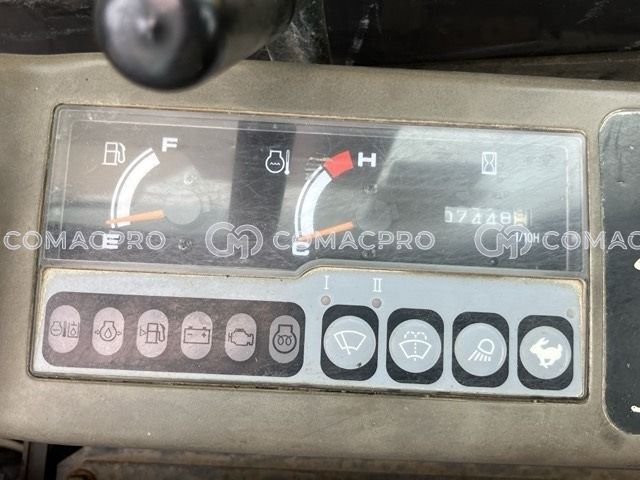 F
H
E
C
07448
1/10H
COMACPRO COMACPRO COMACPRO
I II